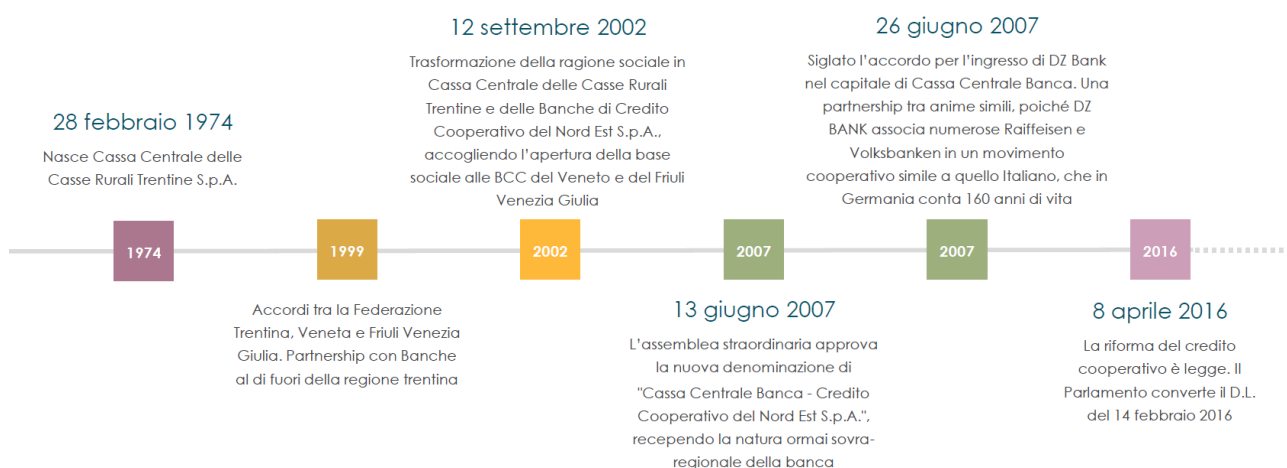 28 febbraio 1974
Nasce Cassa Centrale delle
Casse Rurali Trentine S.p.A.
1974
1999
Accordi tra la Federazione
Trentina, Veneta e Friuli Venezia
Giulia. Partnership con Banche
al di fuori della regione trentina
12 settembre 2002
Trasformazione della ragione sociale in
Cassa Centrale delle Casse Rurali
Trentine e delle Banche di Credito
Cooperativo del Nord Est S.p.A.,
accogliendo l'apertura della base
sociale alle BCC del Veneto e del Friuli
Venezia Giulia
2002
2007
13 giugno 2007
L'assemblea straordinaria approva
la nuova denominazione di
"Cassa Centrale Banca - Credito
Cooperativo del Nord Est S.p.A.",
recependo la natura ormai sovra-
regionale della banca
26 giugno 2007
Siglato l'accordo per l'ingresso di DZ Bank
nel capitale di Cassa Centrale Banca. Una
partnership tra anime simili, poiché DZ
BANK associa numerose Raiffeisen e
Volksbanken in un movimento
cooperativo simile a quello Italiano, che in
Germania conta 160 anni di vita
2007
2016
8 aprile 2016
La riforma del credito
cooperativo è legge. Il
Parlamento converte il D.L.
del 14 febbraio 2016